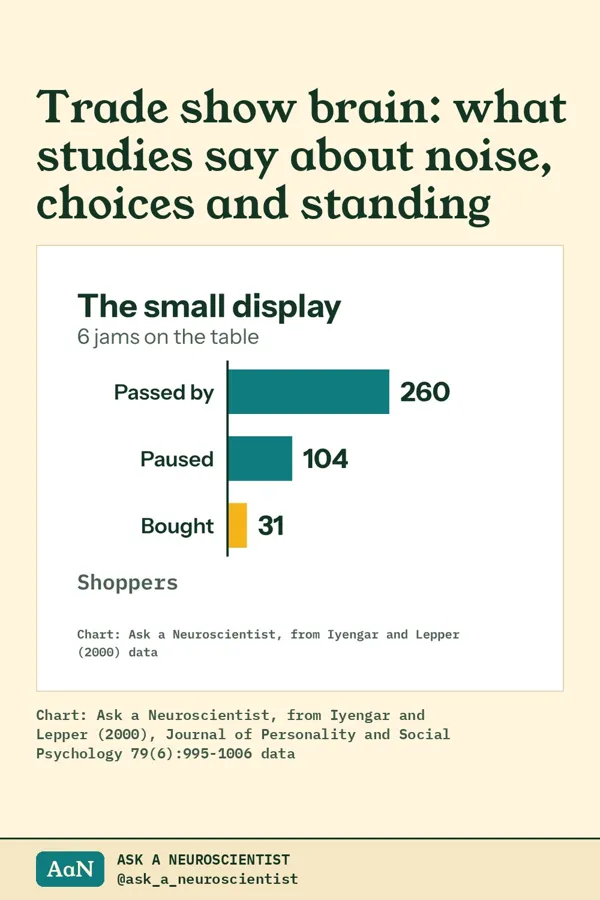 Trade show brain: what
studies say about noise,
choices and standing
The small display
6 jams on the table
Passed by 260
Paused 104
Bought 31
Shoppers
Chart: Ask a Neuroscientist, from Iyengar and Lepper
(2000) data
Chart: Ask a Neuroscientist, from Iyengar and
Lepper (2000), Journal of Personality and Social
Psychology 79(6):995-1006 data
AaN
ASK A NEUROSCIENTIST
@ask_a_neuroscientist